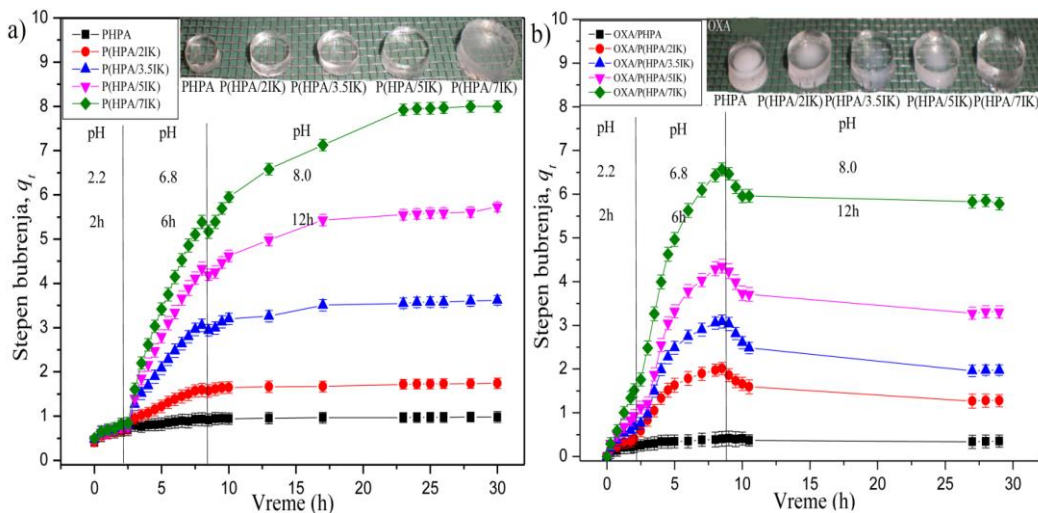 a)
PHPA
P(HPA/2IK)
P(HPA/3.5IK)
P(HPA/5IK)
P(HPA/7IK)
PHPA P(HPA/2IK) P(HPA/3.5IK) P(HPA/5IK) P(HPA/7IK)
pH pH
2.2 6.8 8.0
2h 6h 12h
Stepen bubrenja, qt
10
9
8
7
6
5
4
3
2
1
0
0 5 10 15 20 25 30
Vreme (h)
b)
OXA/PHPA
OXA/P(HPA/2IK)
OXA/P(HPA/3.5IK)
OXA/P(HPA/5IK)
OXA/P(HPA/7IK)
OXA
PHPA P(HPA/2IK) P(HPA/3.5IK) P(HPA/5IK) P(HPA/7IK)
pH pH
2.2 6.8 8.0
2h 6h 12h
Stepen bubrenja, qt
10
9
8
7
6
5
4
3
2
1
0
0 5 10 15 20 25 30
Vreme (h)